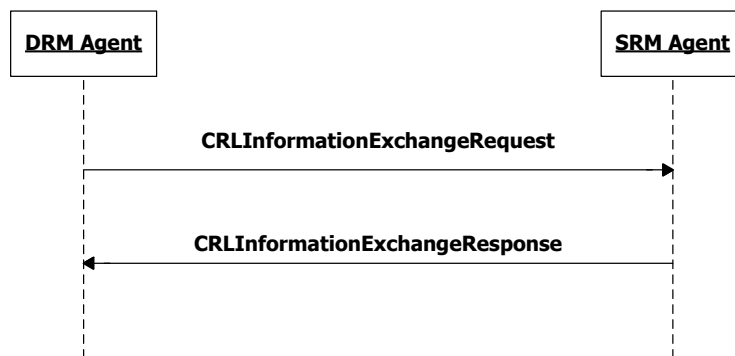 DRM Agent
SRM Agent
CRLInformationExchangeRequest
CRLInformationExchangeResponse